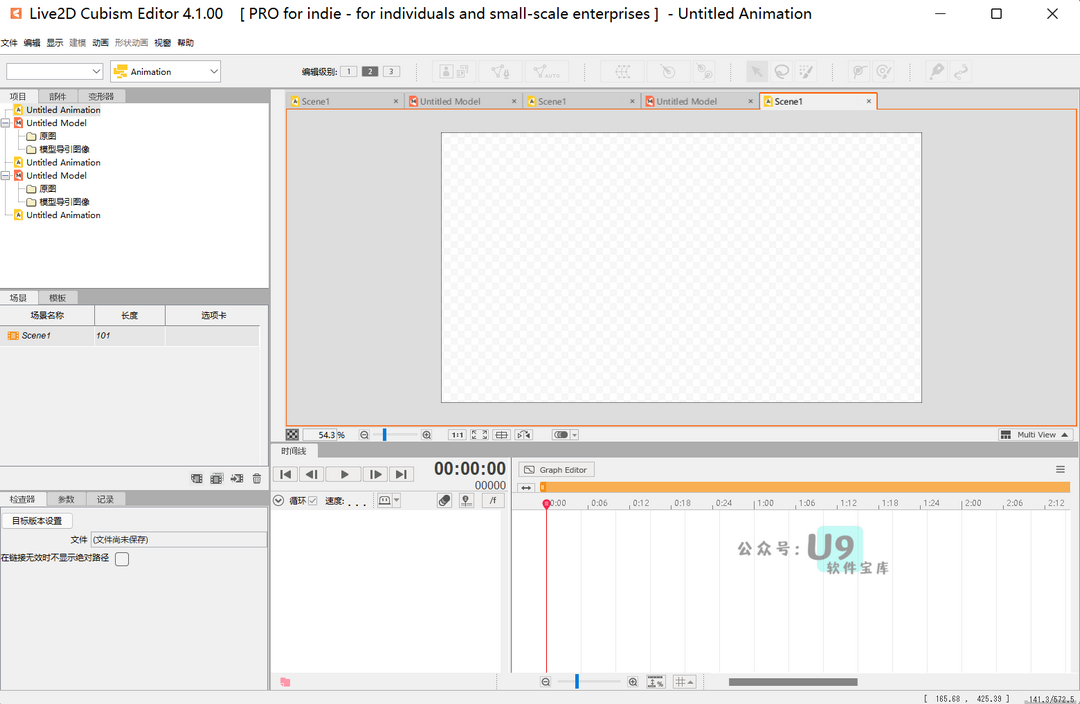 Live2D Cubism Editor 4.1.00 [ PRO for indie - for individuals and small-scale enterprises ] - Untitled Animation
文件 编辑 显示 建模 动画 形状动画 视窗 帮助
Animation 编辑级别: 1 2 3 AUTO
项目 部件 变形器
Untitled Animation
Untitled Model
原图
模型导引图像
Untitled Animation
Untitled Model
原图
模型导引图像
Untitled Animation
Scene1 Untitled Model Scene1 Untitled Model Scene1
场景 模板
场景名称 长度 选项卡
Scene1 101
54.3 % 1:1 Multi View
检查器 参数 记录
目标版本设置
文件 (文件尚未保存)
在链接无效时不显示绝对路径
时间线
00:00:00
00000
Graph Editor
循环 速度: . . . /f
0:00 0:06 0:12 0:18 0:24 1:00 1:06 1:12 1:18 1:24 2:00 2:06 2:12
公众号: U9
软件宝库
[ 165.68 , 425.39 ] 141.3/572.5